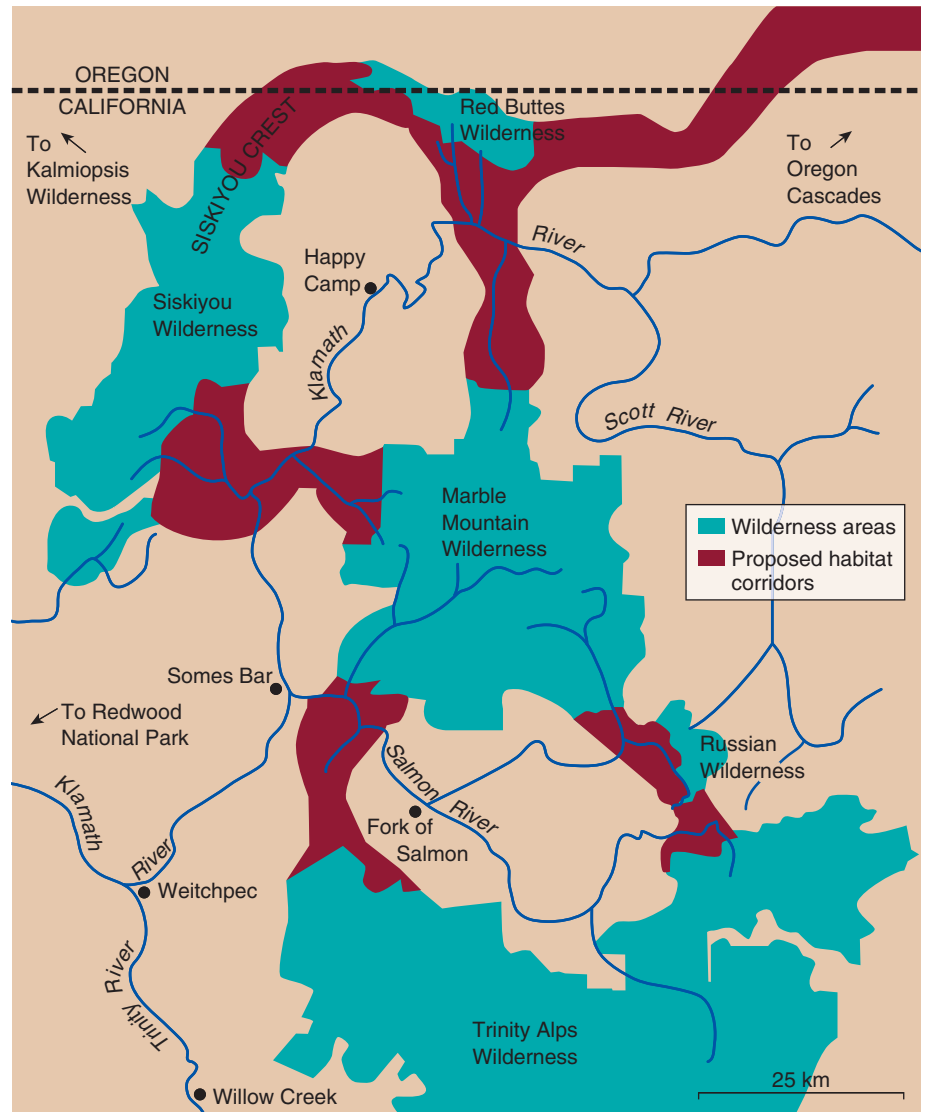 OREGON
CALIFORNIA
To
Kalmiopsis
Wilderness
SISKIYOU CREST
Red Buttes
Wilderness
To
Oregon
Cascades
River
Happy
Camp
Siskiyou
Wilderness
Klamath
Scott River
Marble
Mountain
Wilderness
Wilderness areas
Proposed habitat
corridors
Somes Bar
To Redwood
National Park
Russian
Wilderness
Salmon River
Klamath
River
Fork of
Salmon
Weitchpec
Trinity River
Trinity Alps
Wilderness
25 km
Willow Creek